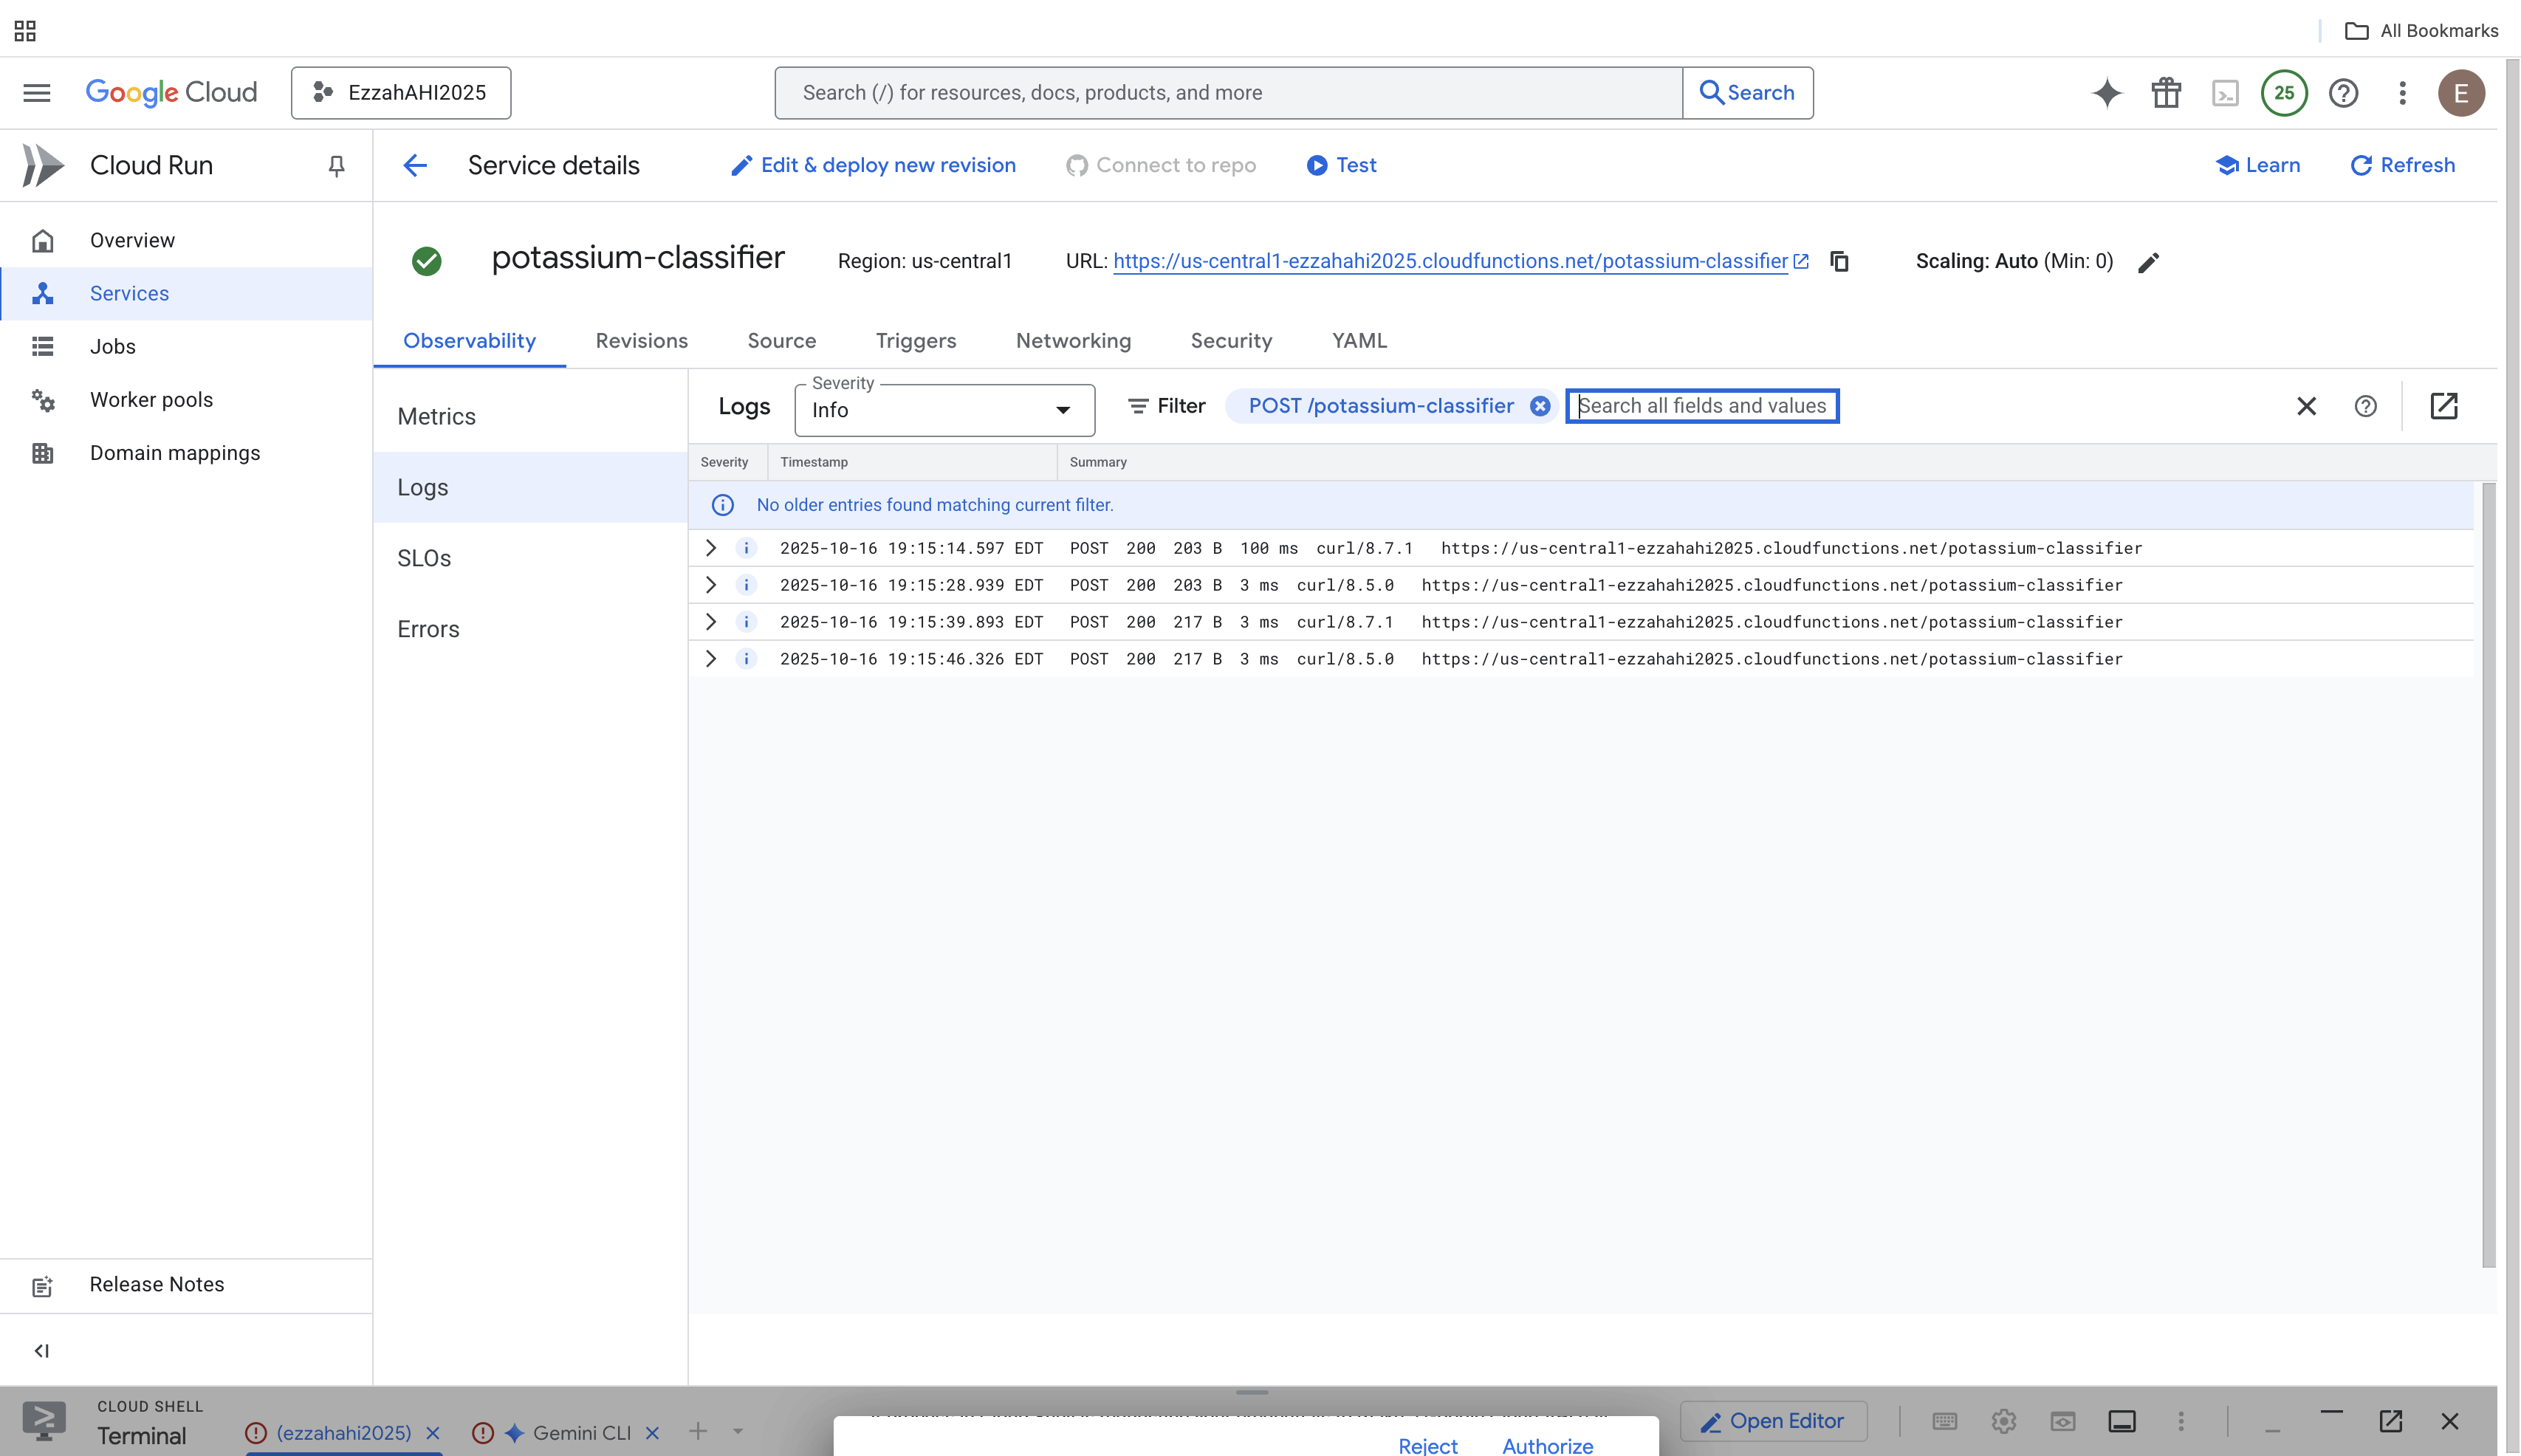 All Bookmarks
Google Cloud
EzzahAHI2025
Search (/) for resources, docs, products, and more
Search
25
E
Cloud Run
Service details
Edit & deploy new revision
Connect to repo
Test
Learn
Refresh
Overview
Services
Jobs
Worker pools
Domain mappings
potassium-classifier
Region: us-central1
URL: https://us-central1-ezzahahi2025.cloudfunctions.net/potassium-classifier
Scaling: Auto (Min: 0)
Observability
Revisions
Source
Triggers
Networking
Security
YAML
Metrics
Logs
SLOs
Errors
Logs
Severity
Info
Filter
POST /potassium-classifier
Search all fields and values
Severity Timestamp Summary
No older entries found matching current filter.
2025-10-16 19:15:14.597 EDT POST 200 203 B 100 ms curl/8.7.1 https://us-central1-ezzahahi2025.cloudfunctions.net/potassium-classifier
2025-10-16 19:15:28.939 EDT POST 200 203 B 3 ms curl/8.5.0 https://us-central1-ezzahahi2025.cloudfunctions.net/potassium-classifier
2025-10-16 19:15:39.893 EDT POST 200 217 B 3 ms curl/8.7.1 https://us-central1-ezzahahi2025.cloudfunctions.net/potassium-classifier
2025-10-16 19:15:46.326 EDT POST 200 217 B 3 ms curl/8.5.0 https://us-central1-ezzahahi2025.cloudfunctions.net/potassium-classifier
Release Notes
CLOUD SHELL
Terminal
(ezzahahi2025)
Gemini CLI
Open Editor
Reject
Authorize